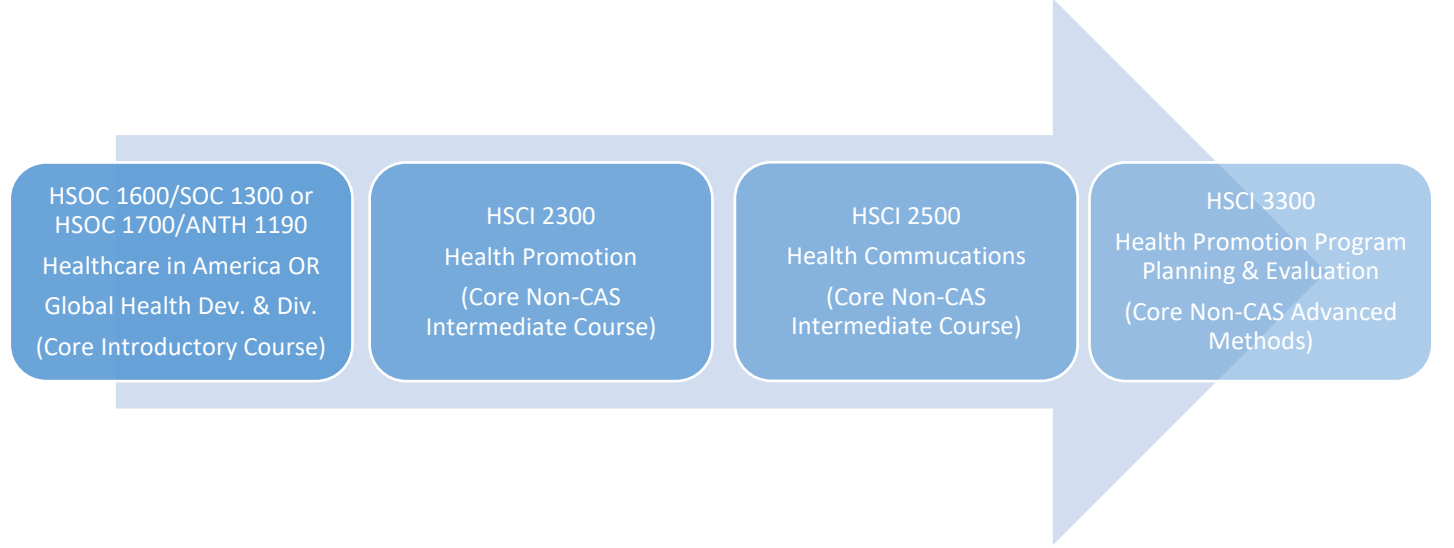 HSOC 1600/SOC 1300 or
HSOC 1700/ANTH 1190
Healthcare in America OR
Global Health Dev. & Div.
(Core Introductory Course)
HSCI 2300
Health Promotion
(Core Non-CAS
Intermediate Course)
HSCI 2500
Health Commucations
(Core Non-CAS
Intermediate Course)
HSCI 3300
Health Promotion Program
Planning & Evaluation
(Core Non-CAS Advanced
Methods)